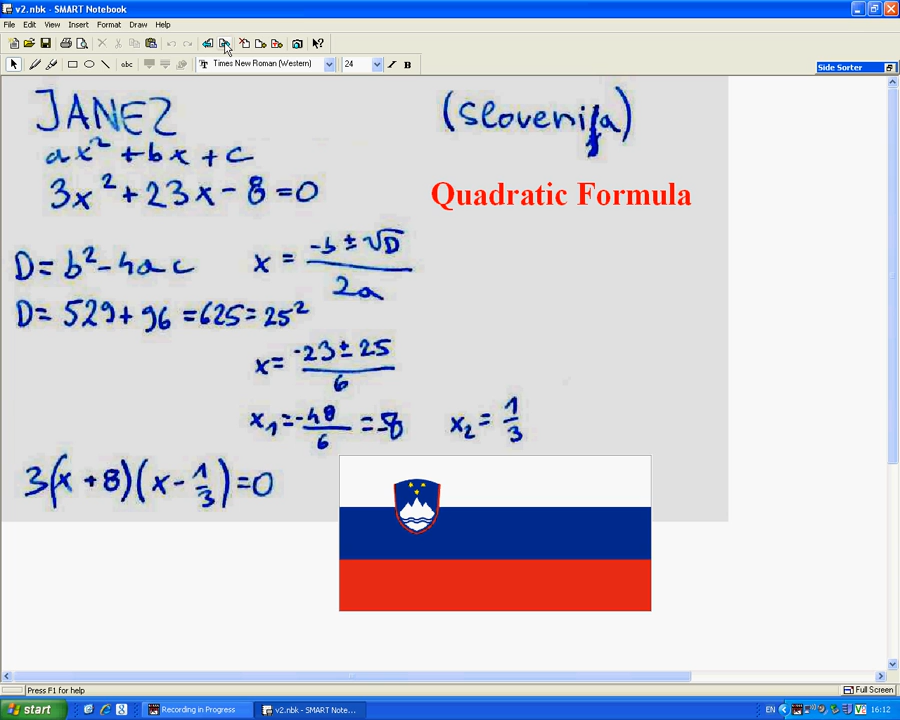 v2.nbk - SMART Notebook
File Edit View Insert Format Draw Help
abc Times New Roman (Western) 24 B
Side Sorter
JANEZ (Slovenija)
ax² + bx + c
3x² + 23x - 8 = 0
Quadratic Formula
D = b² - 4ac x = (-b ± √D) / 2a
D = 529 + 96 = 625 = 25²
x = (-23 ± 25) / 6
x₁ = -48/6 = -8 x₂ = 1/3
3(x + 8)(x - 1/3) = 0
Press F1 for help Full Screen
start Recording in Progress v2.nbk - SMART Note... EN 16:12